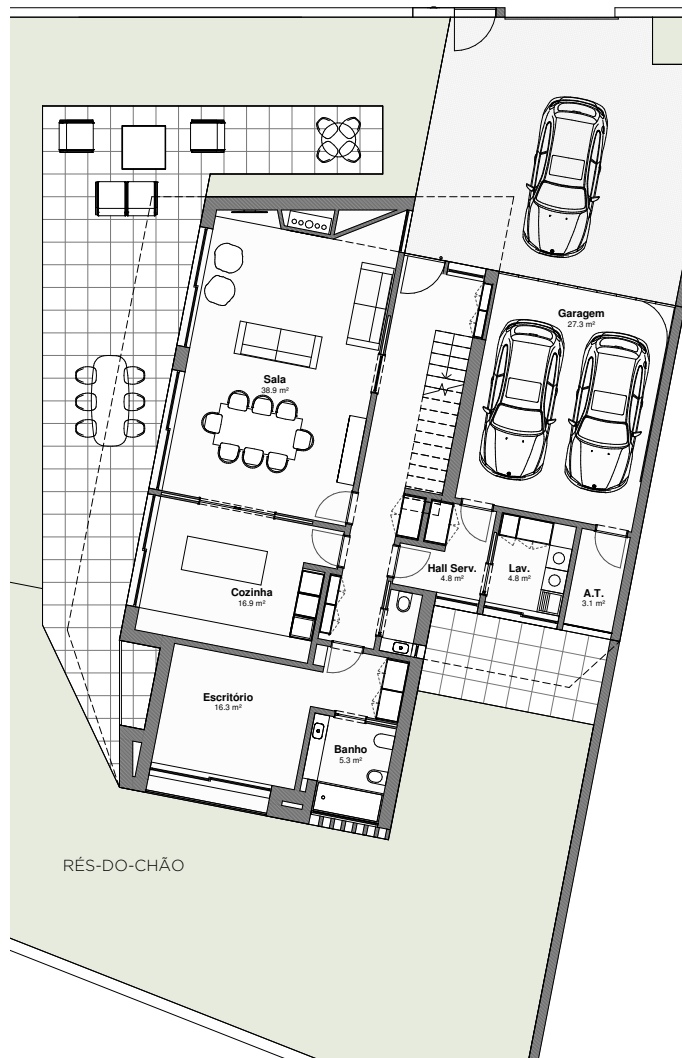 Garagem
27.3 m²
Sala
38.9 m²
Hall Serv.
4.8 m²
Lav.
4.8 m²
A.T.
3.1 m²
Cozinha
16.9 m²
Escritório
16.3 m²
Banho
5.3 m²
RÉS-DO-CHÃO